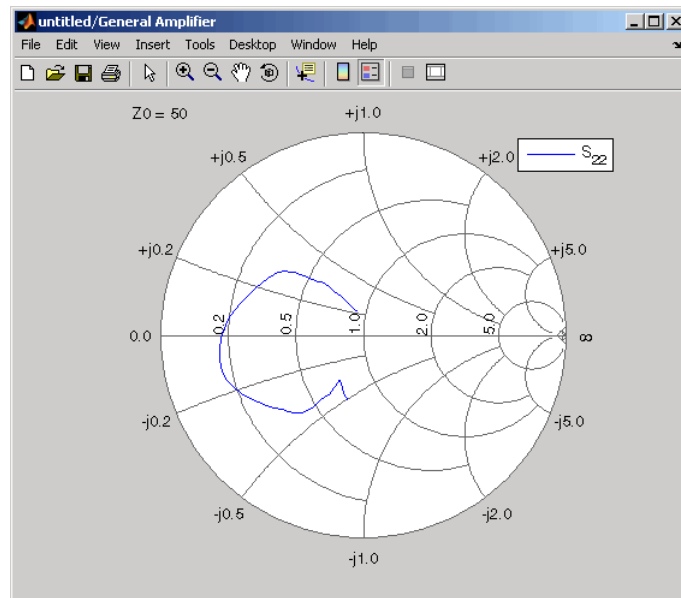 untitled/General Amplifier
File Edit View Insert Tools Desktop Window Help
Z0 = 50
+j1.0
+j0.5
+j2.0
S22
+j0.2
+j5.0
0.0
0.2
0.5
1.0
2.0
5.0
∞
-j0.2
-j5.0
-j0.5
-j2.0
-j1.0